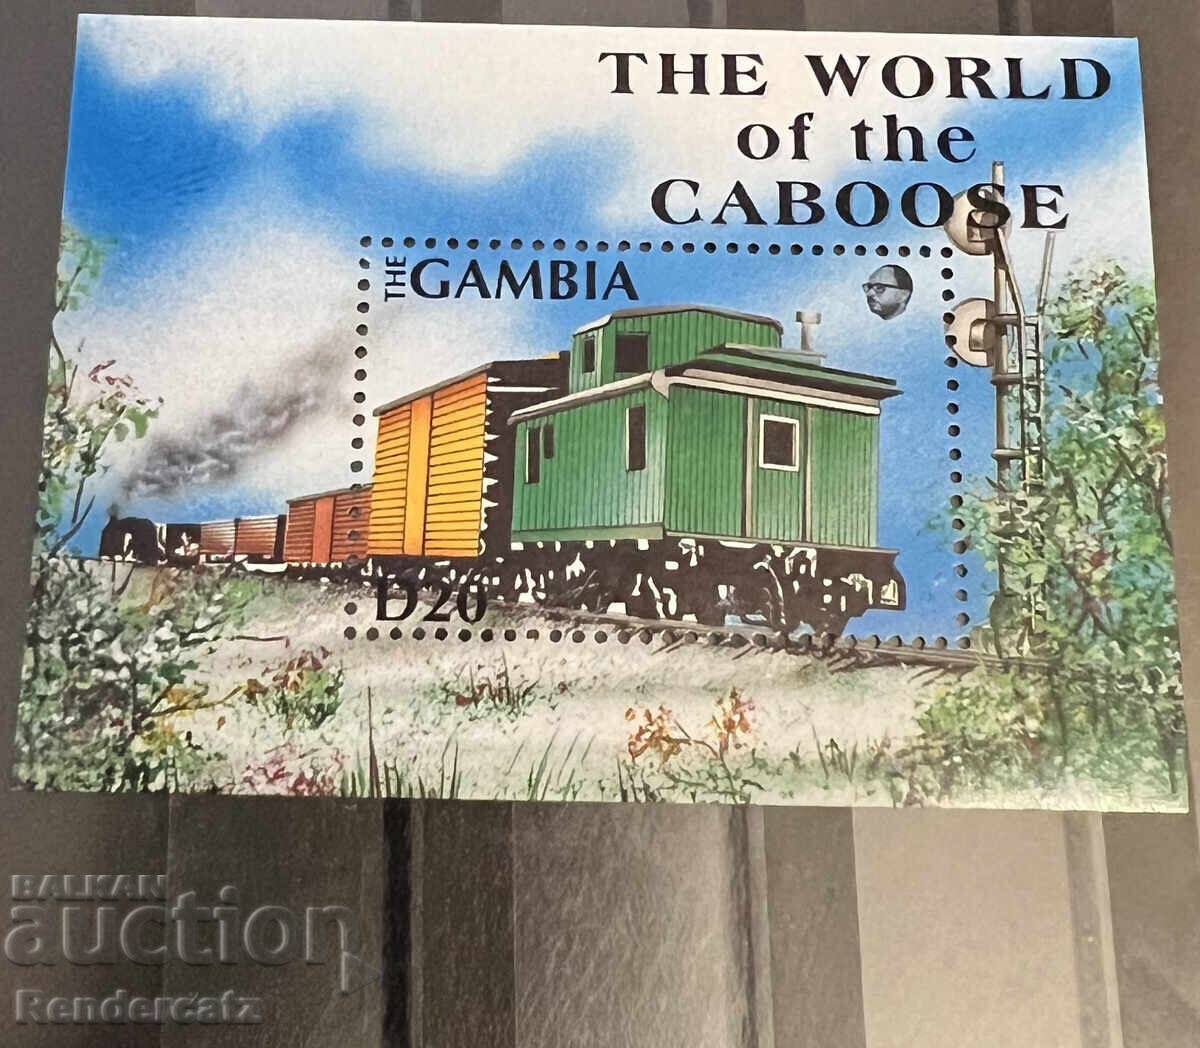 THE WORLD
of the
CABOOSE
THE GAMBIA
D20
BALKAN
auction
Rendercatz